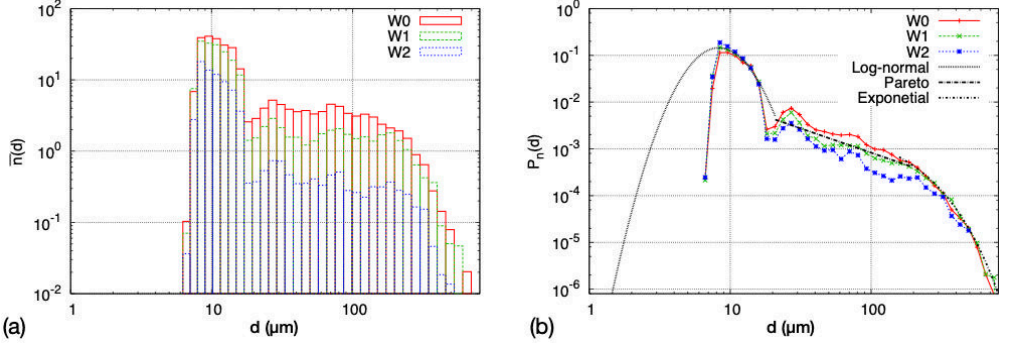 W0
W1
W2
10²
10¹
10⁰
10⁻¹
10⁻²
n̅(d)
1
10
100
d (µm)
(a)
W0
W1
W2
Log-normal
Pareto
Exponetial
10⁰
10⁻¹
10⁻²
10⁻³
10⁻⁴
10⁻⁵
10⁻⁶
Pₙ(d)
1
10
100
d (µm)
(b)